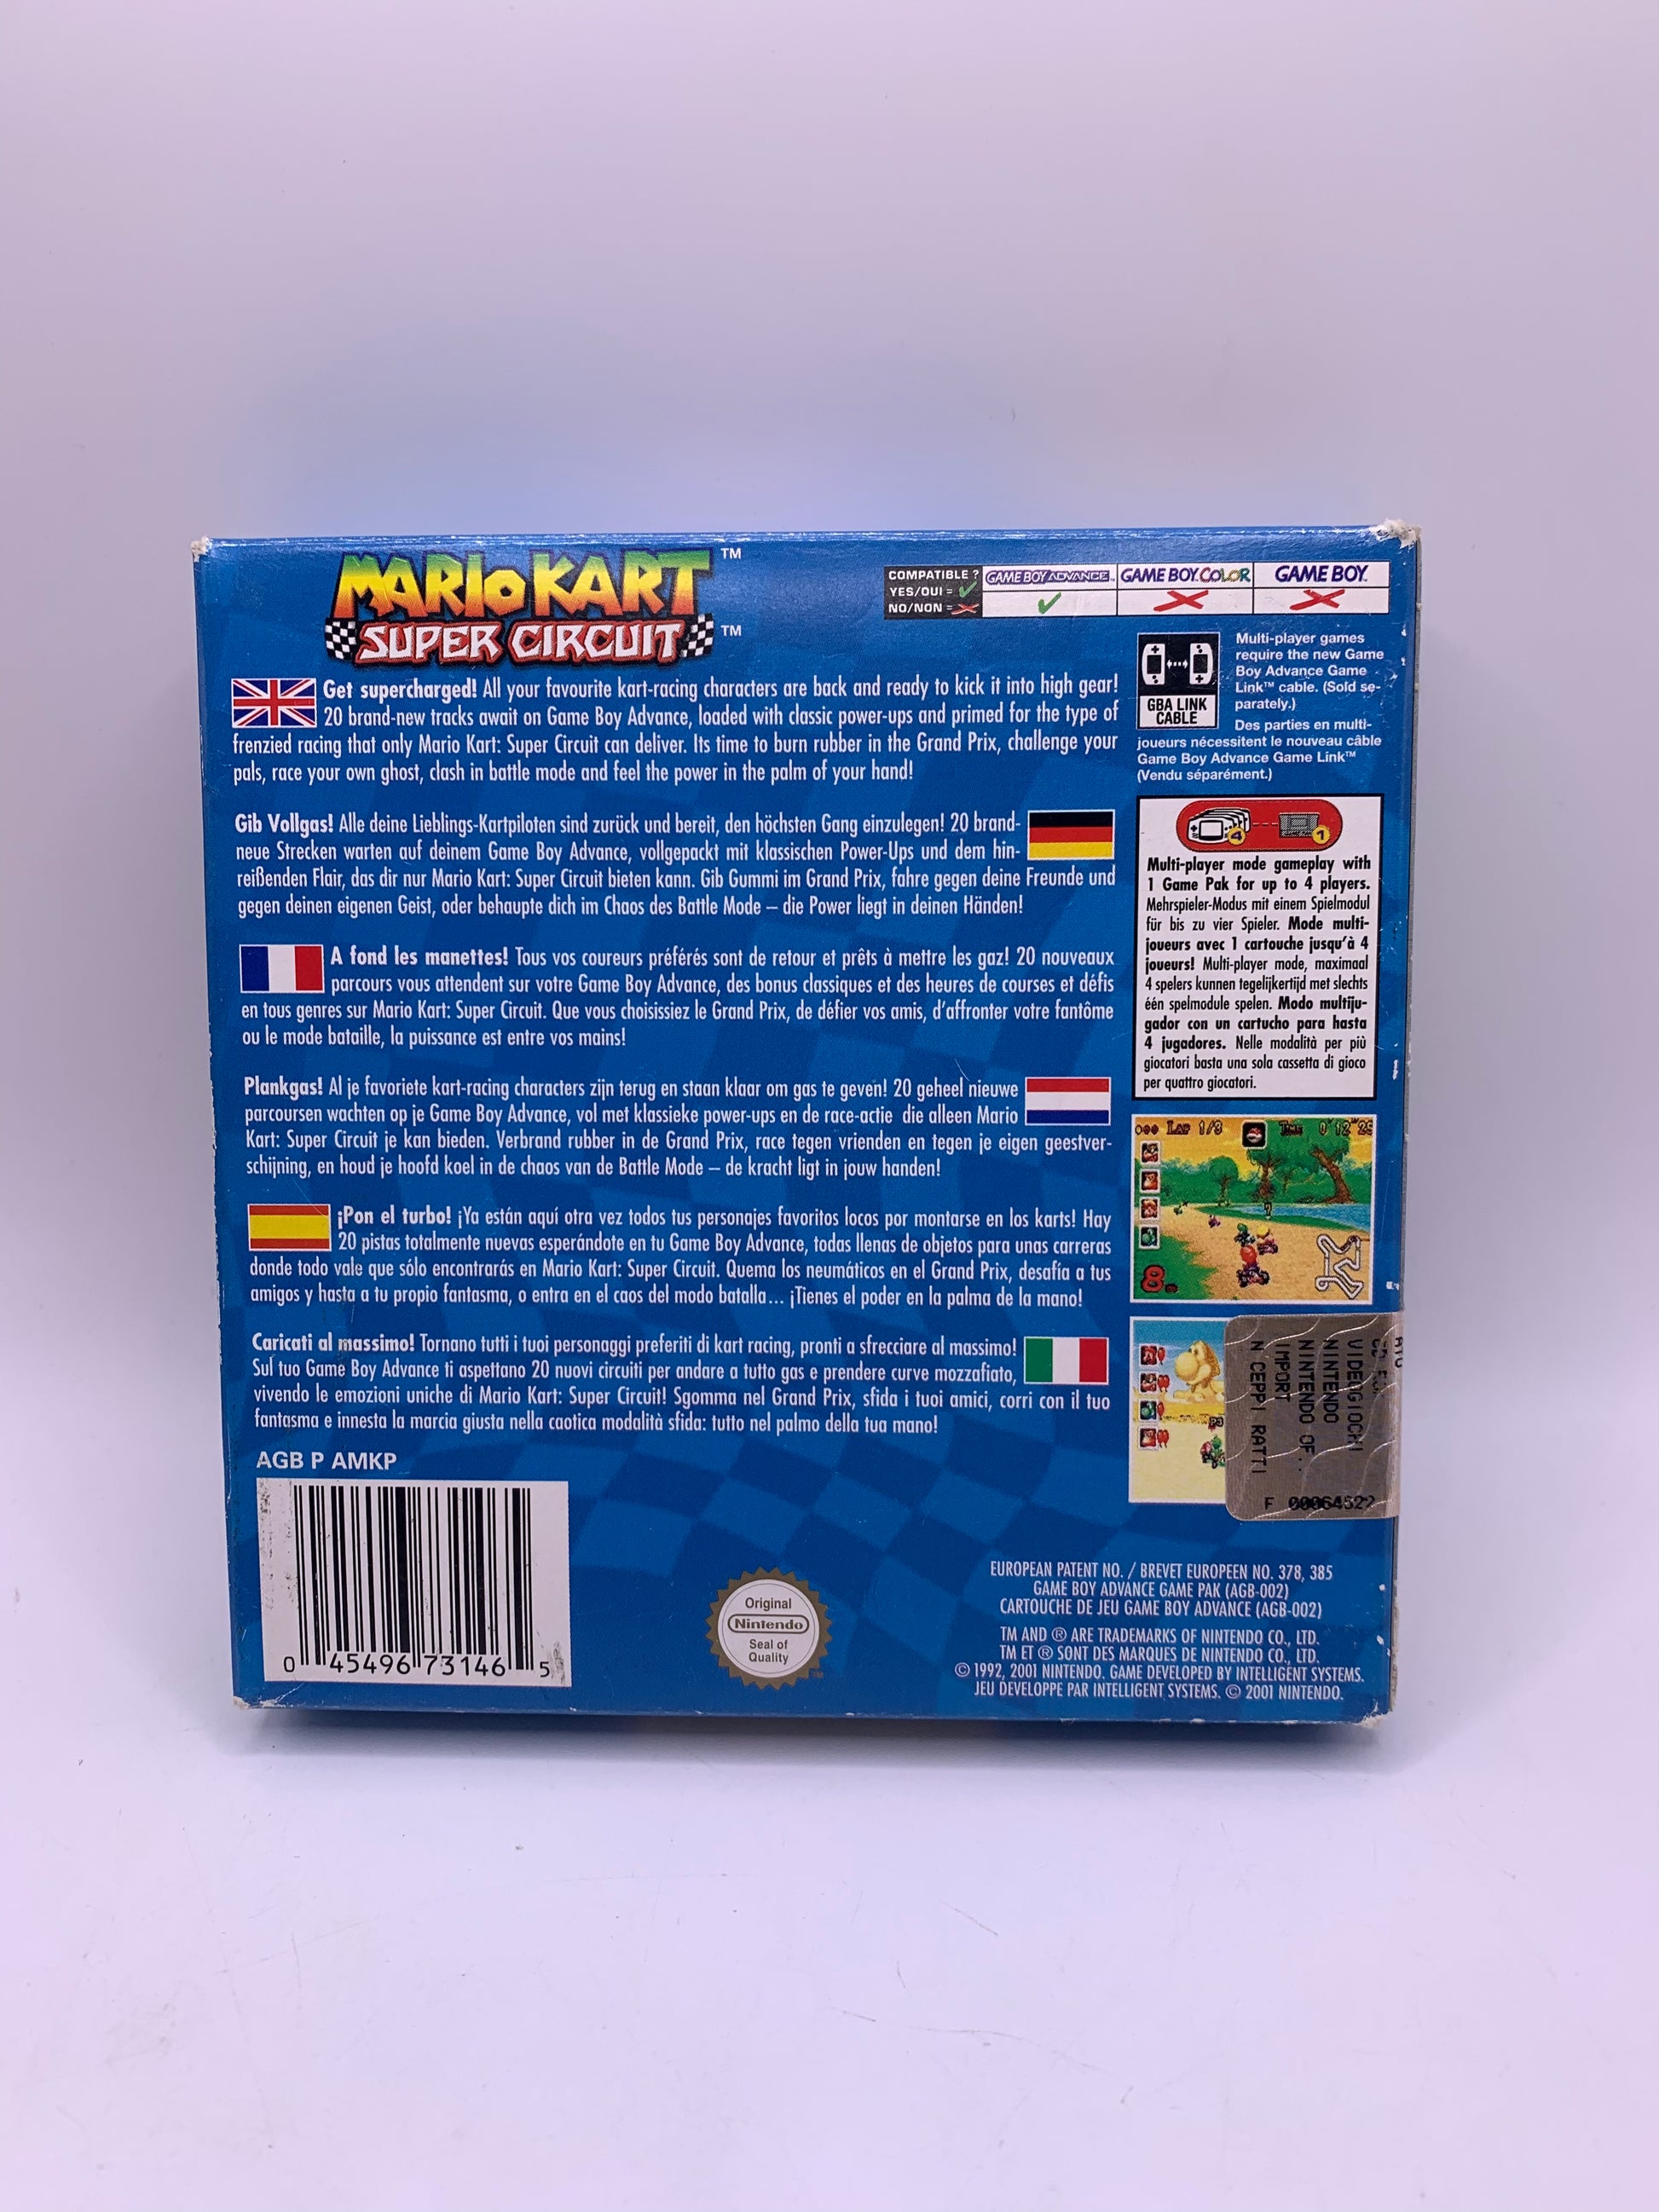 MARIO KART™
SUPER CIRCUIT™
COMPATIBLE ?
YES/OUI =
NO/NON =
GAME BOY ADVANCE™
GAME BOY COLOR
GAME BOY™
Get supercharged! All your favourite kart-racing characters are back and ready to kick it into high gear!
20 brand-new tracks await on Game Boy Advance, loaded with classic power-ups and primed for the type of
frenzied racing that only Mario Kart: Super Circuit can deliver. Its time to burn rubber in the Grand Prix, challenge your
pals, race your own ghost, clash in battle mode and feel the power in the palm of your hand!
Gib Vollgas! Alle deine Lieblings-Kartpiloten sind zurück und bereit, den höchsten Gang einzulegen! 20 brand-
neue Strecken warten auf deinem Game Boy Advance, vollgepackt mit klassischen Power-Ups und dem hin-
reißenden Flair, das dir nur Mario Kart: Super Circuit bieten kann. Gib Gummi im Grand Prix, fahre gegen deine Freunde und
gegen deinen eigenen Geist, oder behaupte dich im Chaos des Battle Mode – die Power liegt in deinen Händen!
A fond les manettes! Tous vos coureurs préférés sont de retour et prêts à mettre les gaz! 20 nouveaux
parcours vous attendent sur votre Game Boy Advance, des bonus classiques et des heures de courses et défis
en tous genres sur Mario Kart: Super Circuit. Que vous choisissiez le Grand Prix, de défier vos amis, d'affronter votre fantôme
ou le mode bataille, la puissance est entre vos mains!
Plankgas! Al je favoriete kart-racing characters zijn terug en staan klaar om gas te geven! 20 geheel nieuwe
parcoursen wachten op je Game Boy Advance, vol met klassieke power-ups en de race-actie die alleen Mario
Kart: Super Circuit je kan bieden. Verbrand rubber in de Grand Prix, race tegen vrienden en tegen je eigen geestver-
schijning, en houd je hoofd koel in de chaos van de Battle Mode – de kracht ligt in jouw handen!
¡Pon el turbo! ¡Ya están aquí otra vez todos tus personajes favoritos locos por montarse en los karts! Hay
20 pistas totalmente nuevas esperándote en tu Game Boy Advance, todas llenas de objetos para unas carreras
donde todo vale que sólo encontrarás en Mario Kart: Super Circuit. Quema los neumáticos en el Grand Prix, desafía a tus
amigos y hasta a tu propio fantasma, o entra en el caos del modo batalla... ¡Tienes el poder en la palma de la mano!
Caricati al massimo! Tornano tutti i tuoi personaggi preferiti di kart racing, pronti a sfrecciare al massimo!
Sul tuo Game Boy Advance ti aspettano 20 nuovi circuiti per andare a tutto gas e prendere curve mozzafiato,
vivendo le emozioni uniche di Mario Kart: Super Circuit! Sgomma nel Grand Prix, sfida i tuoi amici, corri con il tuo
fantasma e innesta la marcia giusta nella caotica modalità sfida: tutto nel palmo della tua mano!
AGB P AMKP
0 45496 73146 5
Original
Nintendo
Seal of
Quality
GBA LINK
CABLE
Multi-player games
require the new Game
Boy Advance Game
Link™ cable. (Sold se-
parately.)
Des parties en multi-
joueurs nécessitent le nouveau câble
Game Boy Advance Game Link™
(Vendu séparément.)
4
1
Multi-player mode gameplay with
1 Game Pak for up to 4 players.
Mehrspieler-Modus mit einem Spielmodul
für bis zu vier Spieler. Mode multi-
joueurs avec 1 cartouche jusqu'à 4
joueurs! Multi-player mode, maximaal
4 spelers kunnen tegelijkertijd met slechts
één spelmodule spelen. Modo multiju-
gador con un cartucho para hasta
4 jugadores. Nelle modalità per più
giocatori basta una sola cassetta di gioco
per quattro giocatori.
LAP 1/3 TIME 0'12"25
8
P3
VIDEOGIOCHI
NINTENDO
NINTENDO OF
IMPORT
N CEPPI RATTI
F 00064522
EUROPEAN PATENT NO. / BREVET EUROPEEN NO. 378, 385
GAME BOY ADVANCE GAME PAK (AGB-002)
CARTOUCHE DE JEU GAME BOY ADVANCE (AGB-002)
TM AND ® ARE TRADEMARKS OF NINTENDO CO., LTD.
TM ET ® SONT DES MARQUES DE NINTENDO CO., LTD.
© 1992, 2001 NINTENDO. GAME DEVELOPED BY INTELLIGENT SYSTEMS.
JEU DEVELOPPE PAR INTELLIGENT SYSTEMS. © 2001 NINTENDO.